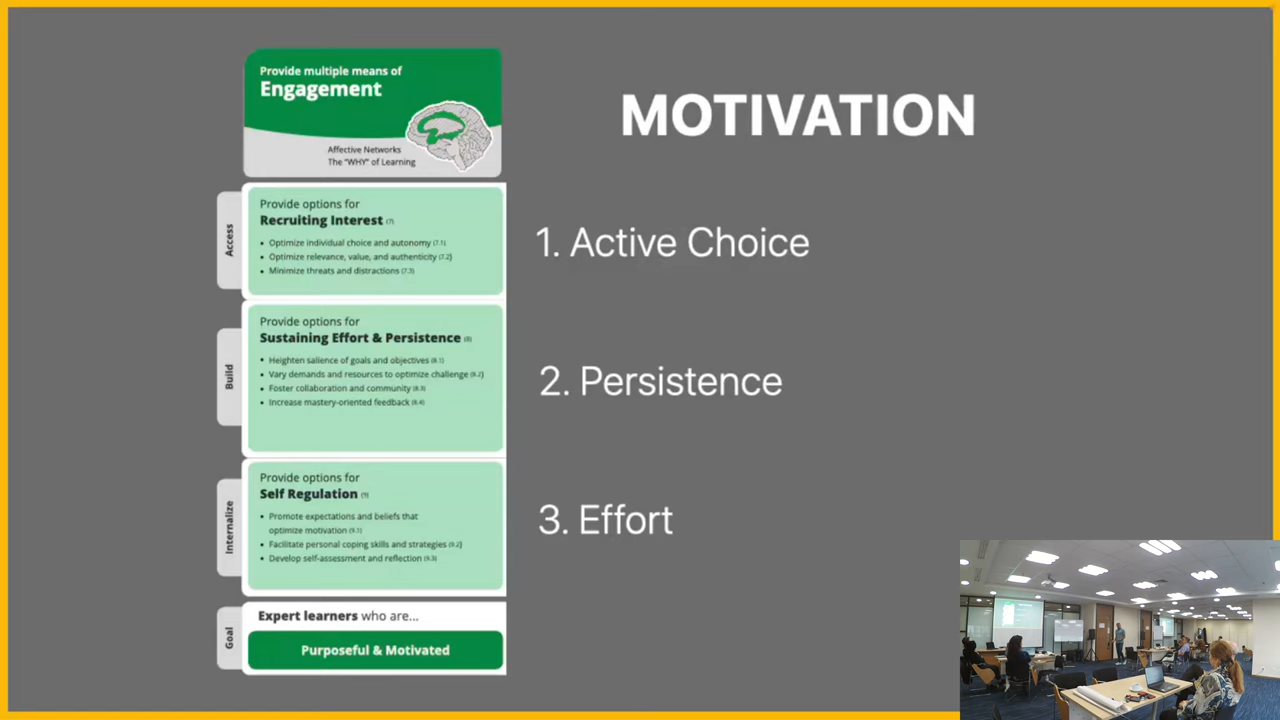 Provide multiple means of
Engagement
Affective Networks
The "WHY" of Learning
MOTIVATION
Access
Provide options for
Recruiting Interest (7)
• Optimize individual choice and autonomy (7.1)
• Optimize relevance, value, and authenticity (7.2)
• Minimize threats and distractions (7.3)
1. Active Choice
Build
Provide options for
Sustaining Effort & Persistence (8)
• Heighten salience of goals and objectives (8.1)
• Vary demands and resources to optimize challenge (8.2)
• Foster collaboration and community (8.3)
• Increase mastery-oriented feedback (8.4)
2. Persistence
Internalize
Provide options for
Self Regulation (9)
• Promote expectations and beliefs that
optimize motivation (9.1)
• Facilitate personal coping skills and strategies (9.2)
• Develop self-assessment and reflection (9.3)
3. Effort
Goal
Expert learners who are...
Purposeful & Motivated